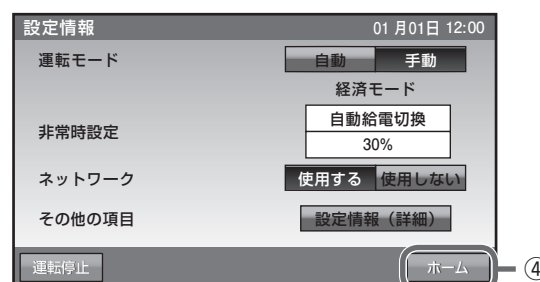 設定情報 01月01日 12:00
運転モード 自動 手動
経済モード
非常時設定 自動給電切換
30%
ネットワーク 使用する 使用しない
その他の項目 設定情報（詳細）
運転停止 ホーム ④